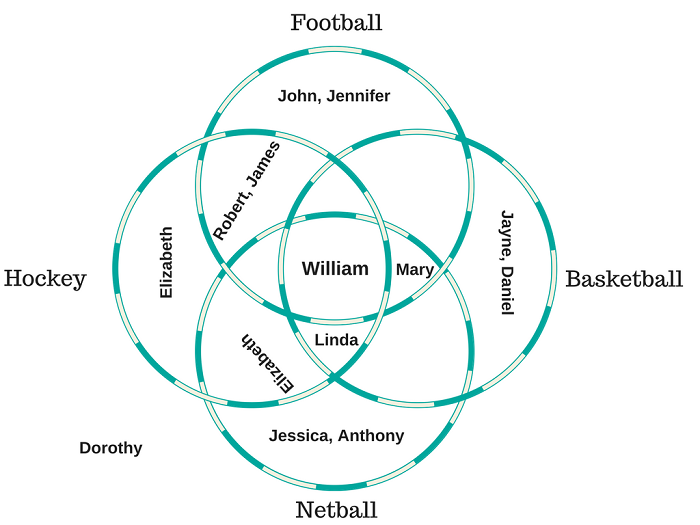 Football
John, Jennifer
Robert, James
Elizabeth
Hockey
William
Mary
Jayne, Daniel
Basketball
Linda
Elizabeth
Jessica, Anthony
Dorothy
Netball